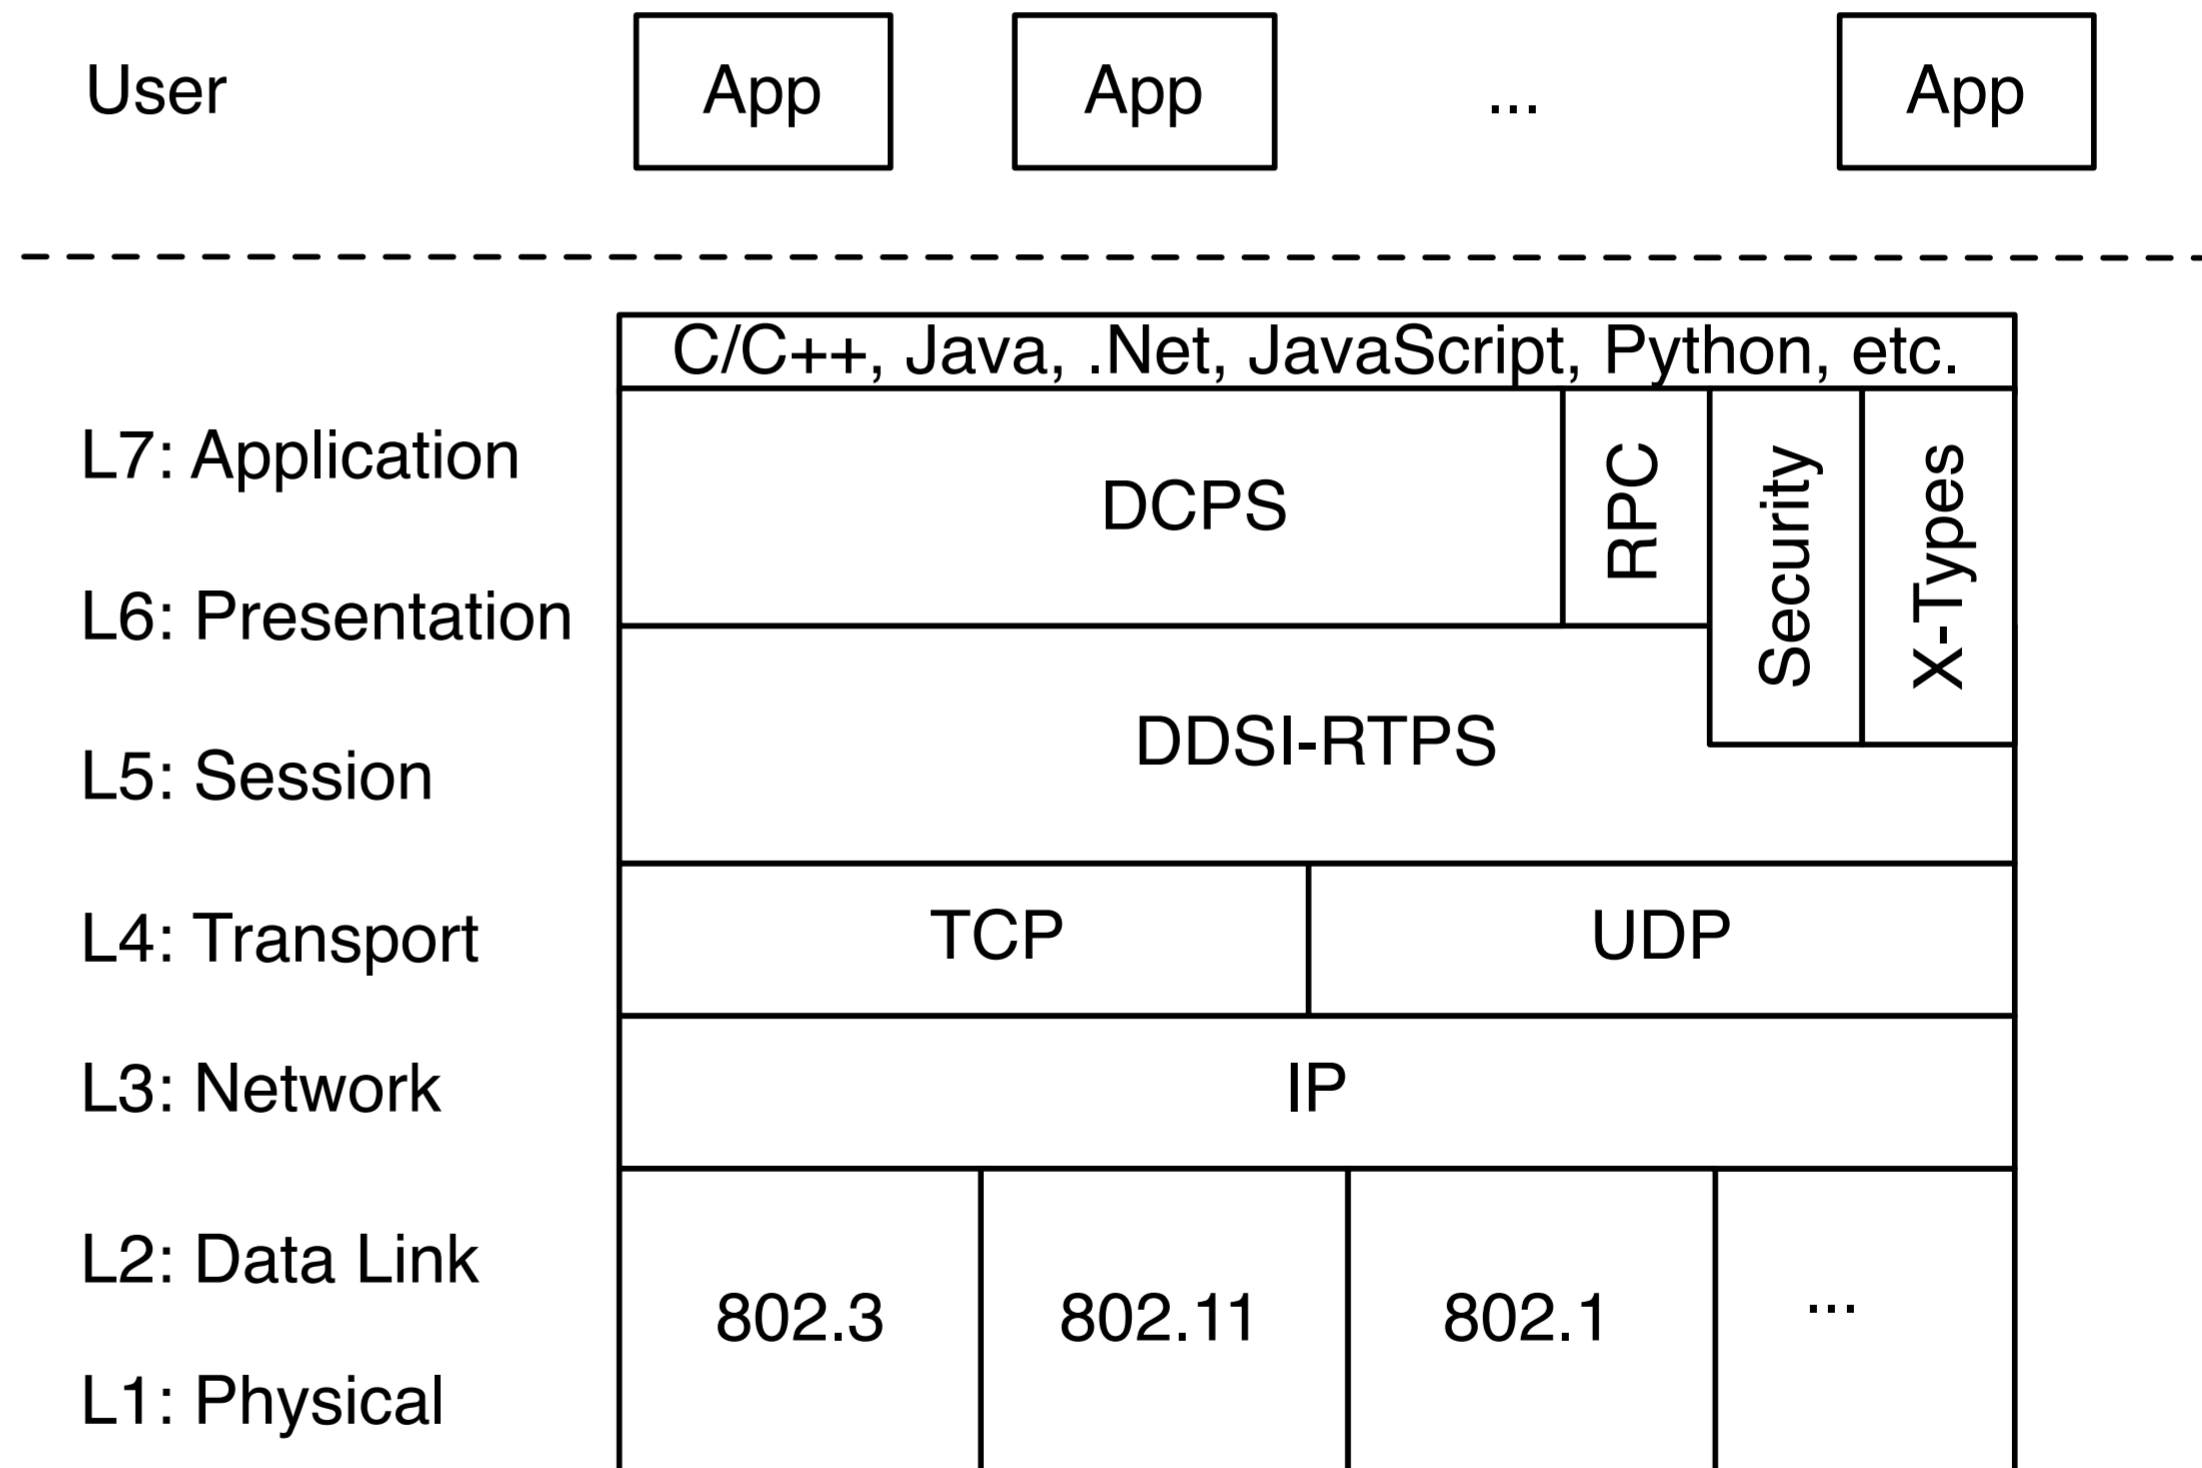 User
App
App
...
App
C/C++, Java, .Net, JavaScript, Python, etc.
L7: Application
DCPS
RPC
Security
X-Types
L6: Presentation
DDSI-RTPS
L5: Session
L4: Transport
TCP
UDP
L3: Network
IP
L2: Data Link
802.3
802.11
802.1
...
L1: Physical